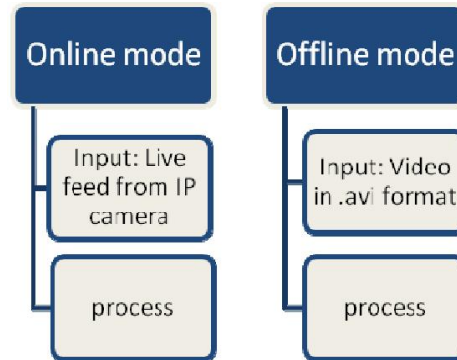 Online mode
Input: Live
feed from IP
camera
process
Offline mode
Input: Video
in .avi format
process